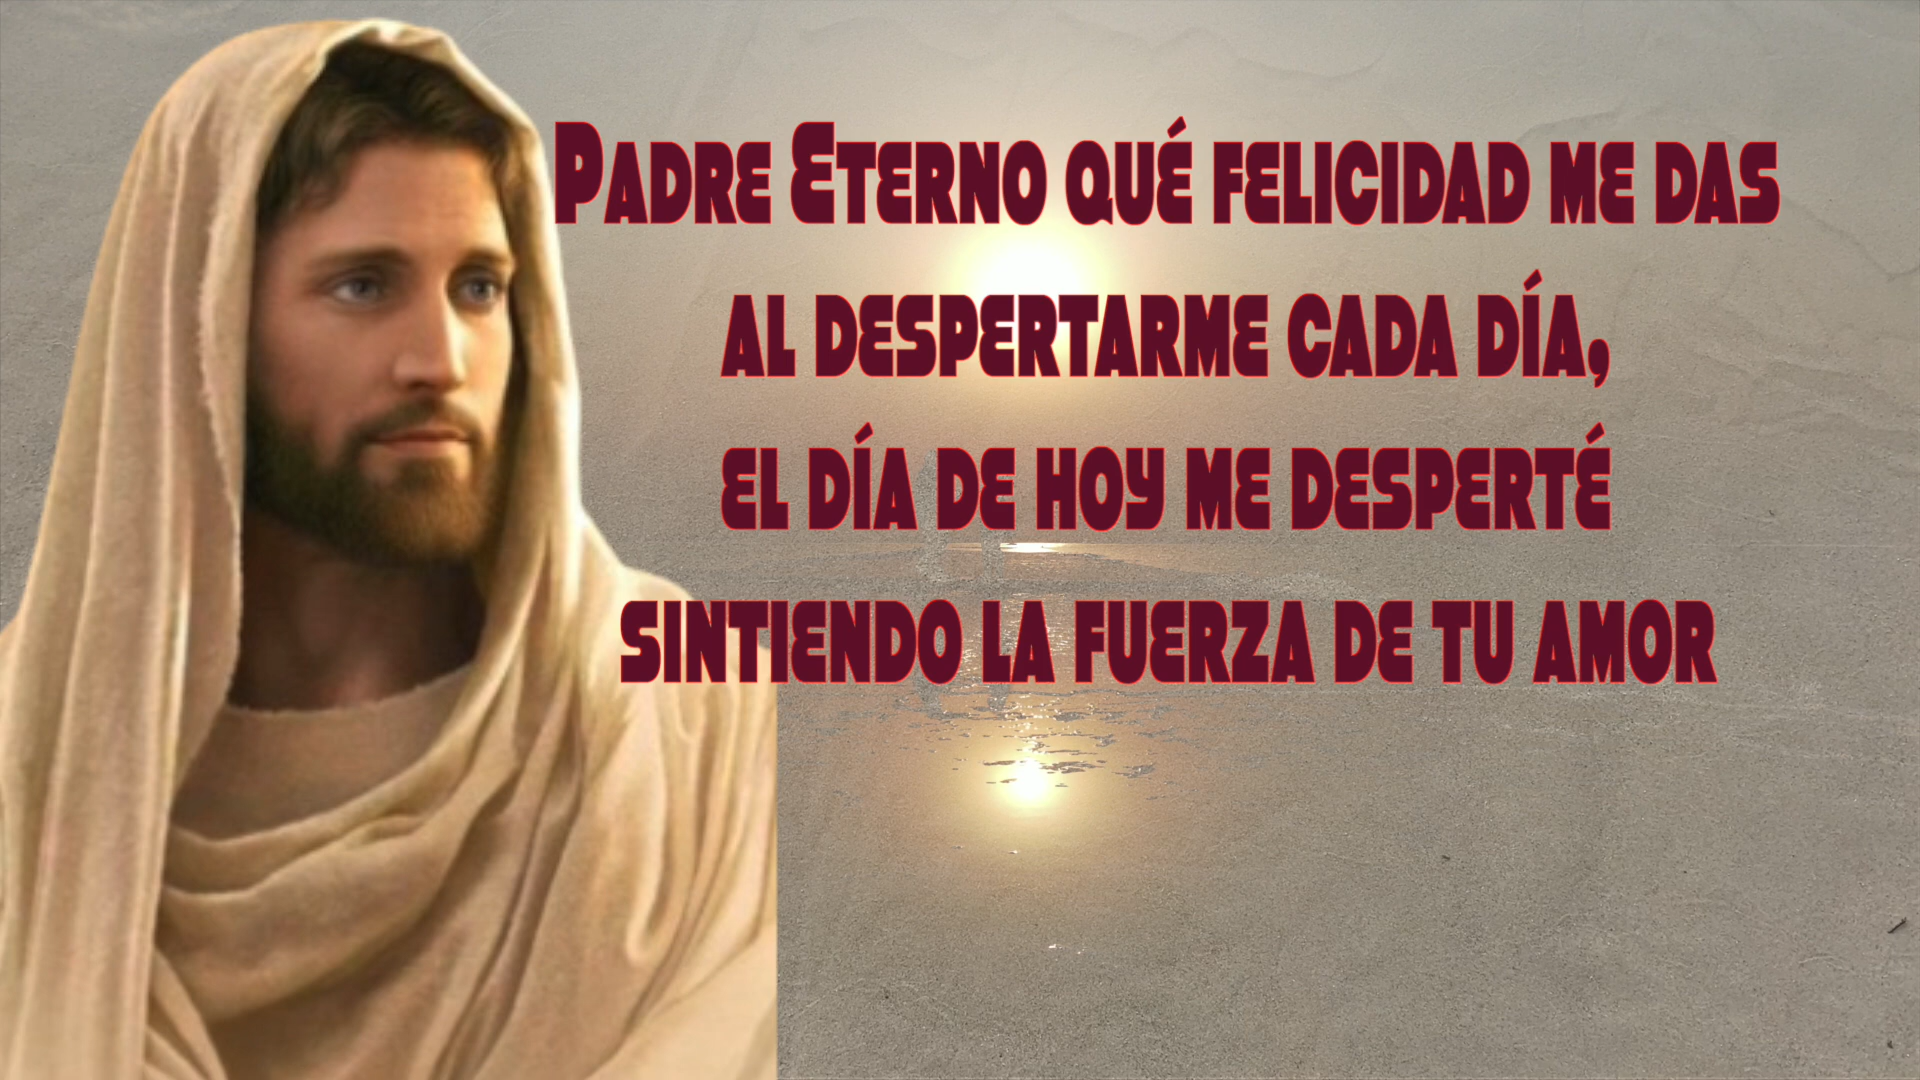 Padre Eterno qué felicidad me das
al despertarme cada día,
el día de hoy me desperté
sintiendo la fuerza de tu amor